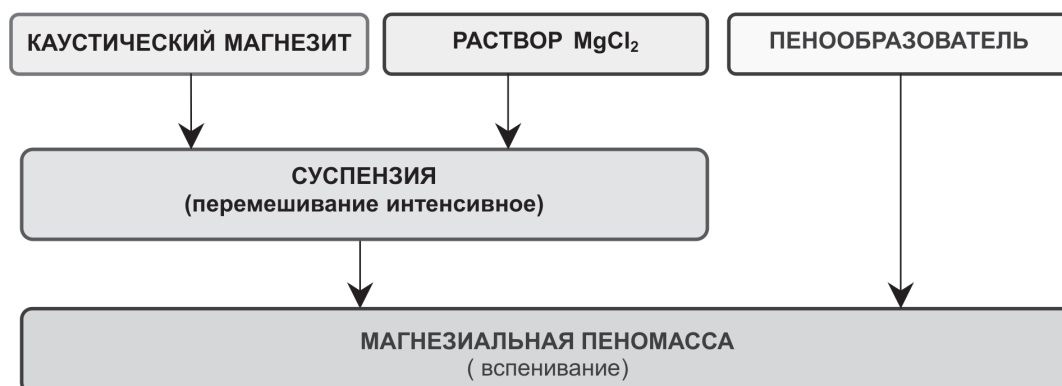 КАУСТИЧЕСКИЙ МАГНЕЗИТ
РАСТВОР MgCl₂
ПЕНООБРАЗОВАТЕЛЬ
СУСПЕНЗИЯ
(перемешивание интенсивное)
МАГНЕЗИАЛЬНАЯ ПЕНОМАССА
( вспенивание)